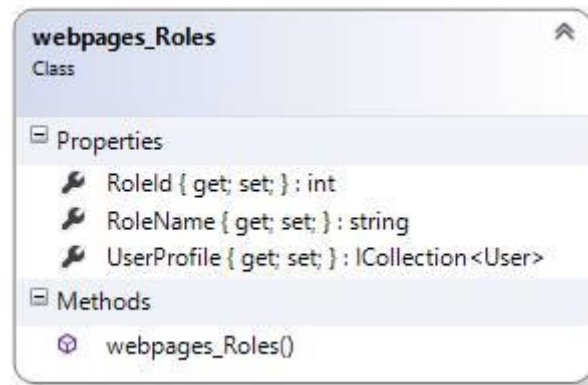 webpages_Roles
Class
Properties
RoleId { get; set; } : int
RoleName { get; set; } : string
UserProfile { get; set; } : ICollection<User>
Methods
webpages_Roles()